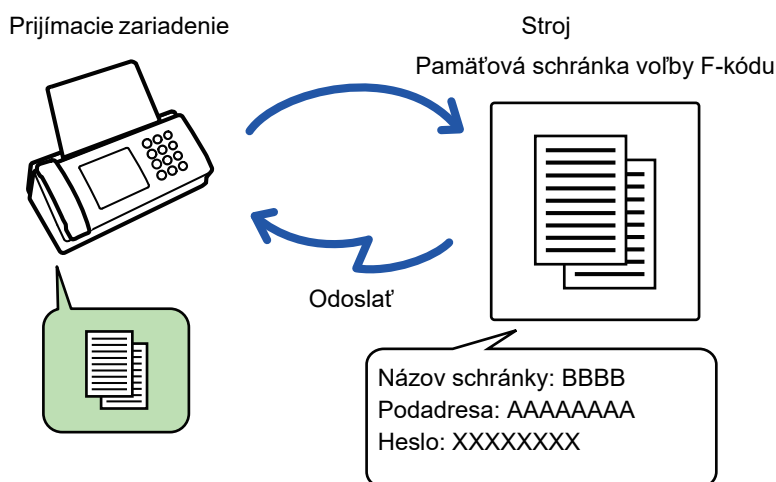 Prijímacie zariadenie
Stroj
Pamäťová schránka voľby F-kódu
Odoslať
Názov schránky: BBBB
Podadresa: AAAAAAAA
Heslo: XXXXXXXX